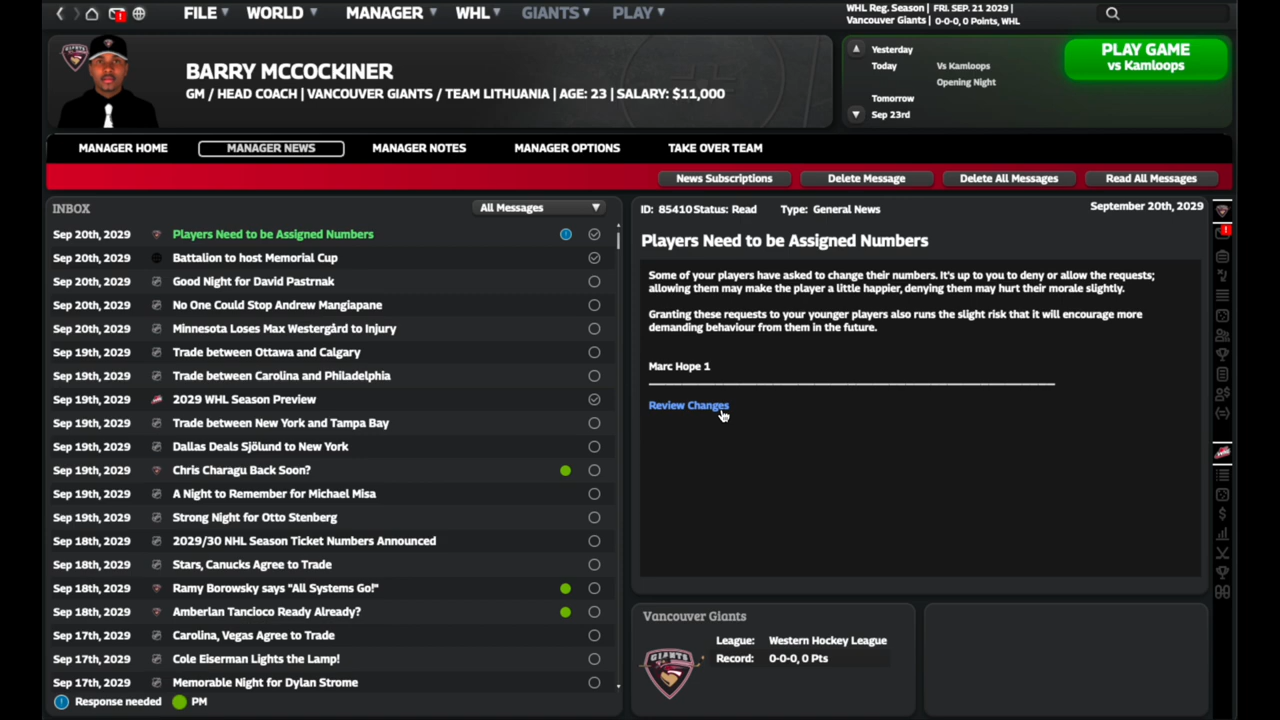 FILE WORLD MANAGER WHL GIANTS PLAY
WHL Reg. Season | FRI. SEP. 21 2029
Vancouver Giants | 0-0-0, 0 Points, WHL
BARRY MCCOCKINER
GM / HEAD COACH | VANCOUVER GIANTS / TEAM LITHUANIA | AGE: 23 | SALARY: $11,000
Yesterday
Today Vs Kamloops
Opening Night
Tomorrow
Sep 23rd
PLAY GAME
vs Kamloops
MANAGER HOME MANAGER NEWS MANAGER NOTES MANAGER OPTIONS TAKE OVER TEAM
News Subscriptions Delete Message Delete All Messages Read All Messages
INBOX All Messages
Sep 20th, 2029 Players Need to be Assigned Numbers
Sep 20th, 2029 Battalion to host Memorial Cup
Sep 20th, 2029 Good Night for David Pastrnak
Sep 20th, 2029 No One Could Stop Andrew Mangiapane
Sep 20th, 2029 Minnesota Loses Max Westergård to Injury
Sep 19th, 2029 Trade between Ottawa and Calgary
Sep 19th, 2029 Trade between Carolina and Philadelphia
Sep 19th, 2029 2029 WHL Season Preview
Sep 19th, 2029 Trade between New York and Tampa Bay
Sep 19th, 2029 Dallas Deals Sjölund to New York
Sep 19th, 2029 Chris Charagu Back Soon?
Sep 19th, 2029 A Night to Remember for Michael Misa
Sep 19th, 2029 Strong Night for Otto Stenberg
Sep 18th, 2029 2029/30 NHL Season Ticket Numbers Announced
Sep 18th, 2029 Stars, Canucks Agree to Trade
Sep 18th, 2029 Ramy Borowsky says "All Systems Go!"
Sep 18th, 2029 Amberlan Tancioco Ready Already?
Sep 17th, 2029 Carolina, Vegas Agree to Trade
Sep 17th, 2029 Cole Eiserman Lights the Lamp!
Sep 17th, 2029 Memorable Night for Dylan Strome
Response needed PM
ID: 85410 Status: Read Type: General News September 20th, 2029
Players Need to be Assigned Numbers
Some of your players have asked to change their numbers. It's up to you to deny or allow the requests;
allowing them may make the player a little happier, denying them may hurt their morale slightly.
Granting these requests to your younger players also runs the slight risk that it will encourage more
demanding behaviour from them in the future.
Marc Hope 1
Review Changes
Vancouver Giants
League: Western Hockey League
Record: 0-0-0, 0 Pts
GIANTS